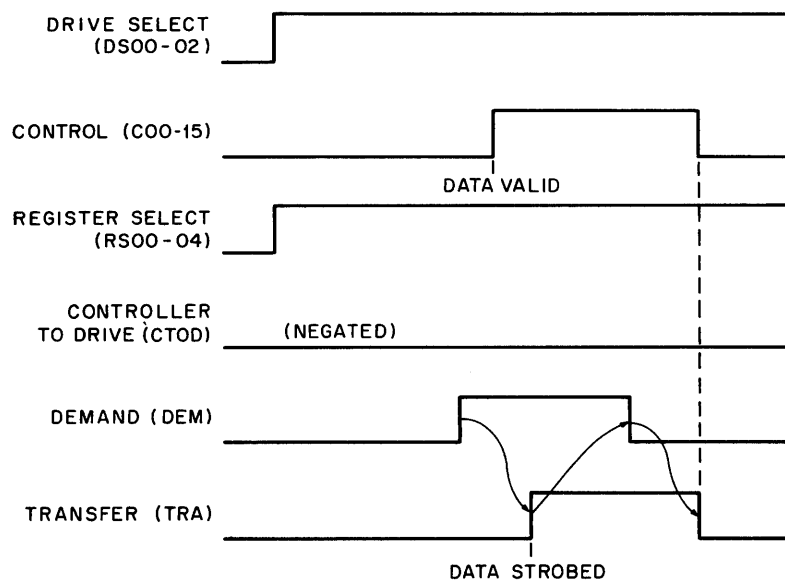 DRIVE SELECT
(DS00-02)
CONTROL (C00-15)
DATA VALID
REGISTER SELECT
(RS00-04)
CONTROLLER
TO DRIVE (CTOD)
(NEGATED)
DEMAND (DEM)
TRANSFER (TRA)
DATA STROBED